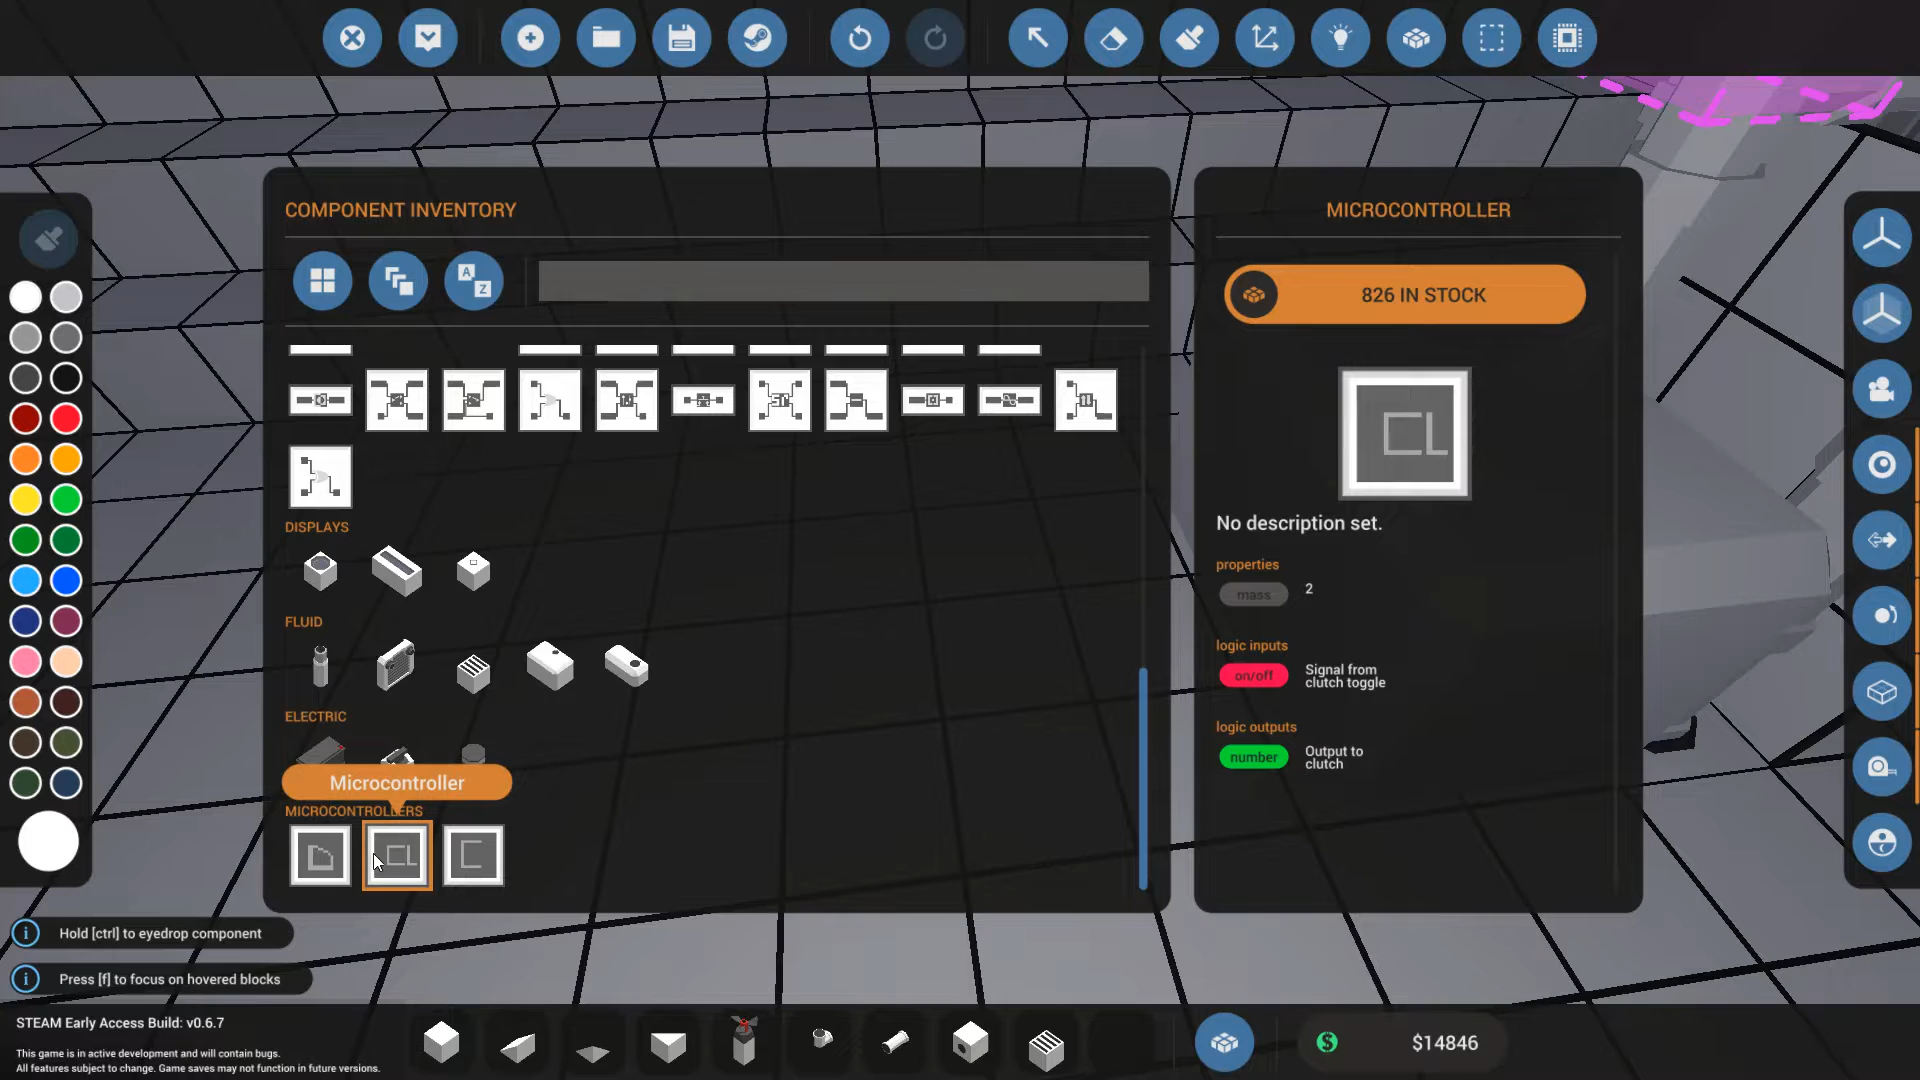 COMPONENT INVENTORY
A
Z
DISPLAYS
FLUID
ELECTRIC
Microcontroller
MICROCONTROLLERS
CL
MICROCONTROLLER
826 IN STOCK
CL
No description set.
properties
mass 2
logic inputs
on/off Signal from
clutch toggle
logic outputs
number Output to
clutch
Hold [ctrl] to eyedrop component
Press [f] to focus on hovered blocks
STEAM Early Access Build: v0.6.7
This game is in active development and will contain bugs.
All features subject to change. Game saves may not function in future versions.
$14846